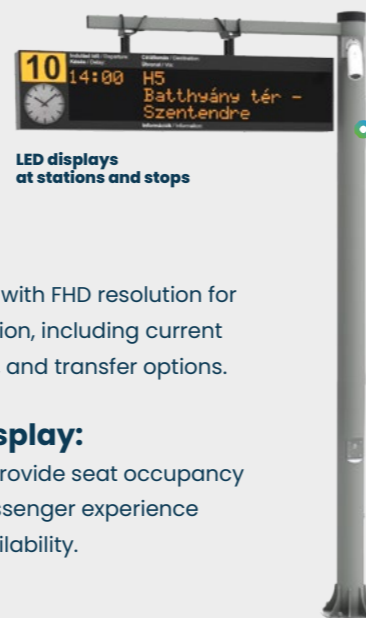 10
14:00 H5
Batthyány tér –
Szentendre
LED displays
at stations and stops
with FHD resolution for
ion, including current
and transfer options.
splay:
rovide seat occupancy
ssenger experience
ilability.